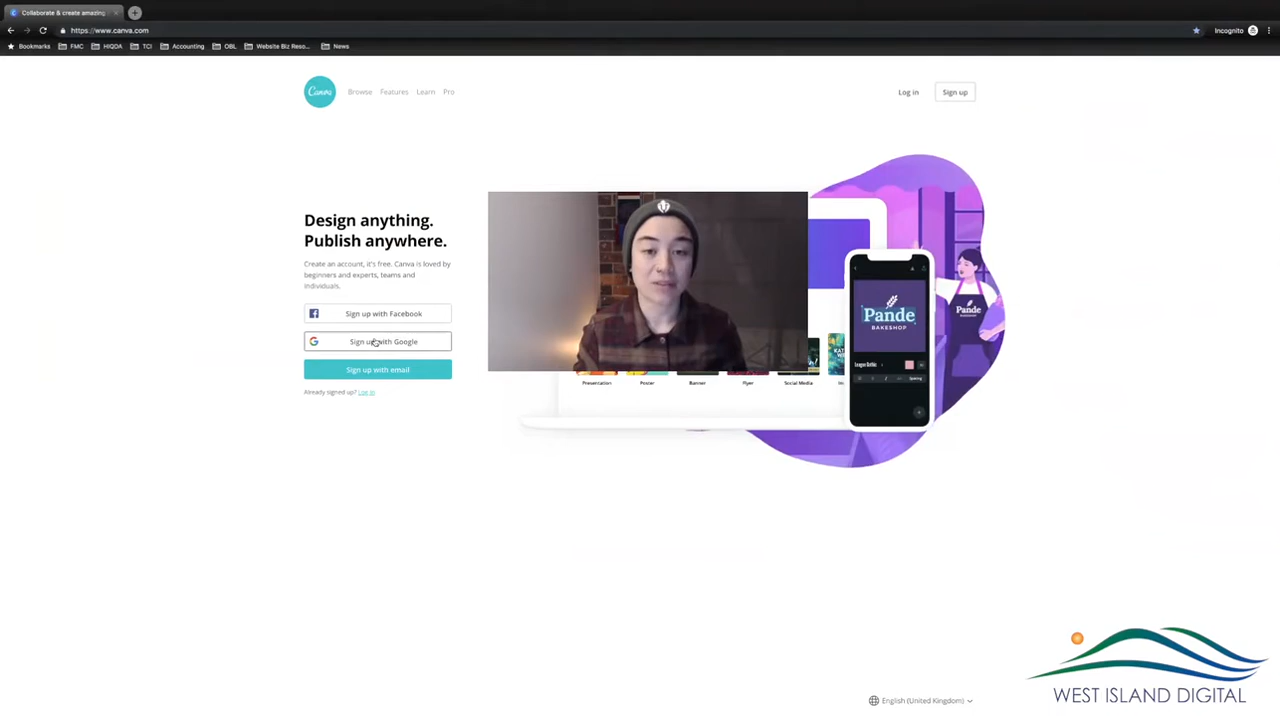 Collaborate & create amazing
https://www.canva.com
Incognito
Bookmarks
FMC
HIQDA
TCI
Accounting
OBL
Website Biz Reso...
News
Canva
Browse
Features
Learn
Pro
Log in
Sign up
Design anything.
Publish anywhere.
Create an account, it's free. Canva is loved by
beginners and experts, teams and
individuals.
Sign up with Facebook
Sign up with Google
Sign up with email
Already signed up? Log in
Presentation
Poster
Banner
Flyer
Social Media
Pande
BAKESHOP
Pande
League Gothic
Spacing
WEST ISLAND DIGITAL
English (United Kingdom)